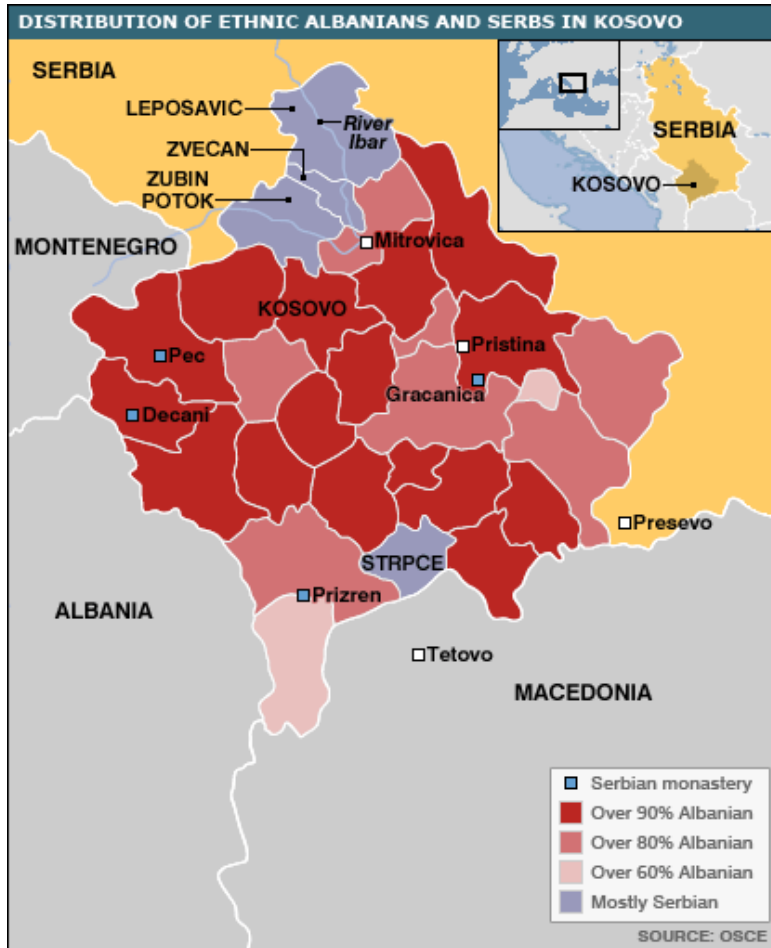 DISTRIBUTION OF ETHNIC ALBANIANS AND SERBS IN KOSOVO
SERBIA
LEPOSAVIC
River
Ibar
ZVECAN
ZUBIN
POTOK
SERBIA
KOSOVO
MONTENEGRO
Mitrovica
KOSOVO
Pristina
Pec
Gracanica
Decani
Presevo
STRPCE
Prizren
ALBANIA
Tetovo
MACEDONIA
Serbian monastery
Over 90% Albanian
Over 80% Albanian
Over 60% Albanian
Mostly Serbian
SOURCE: OSCE